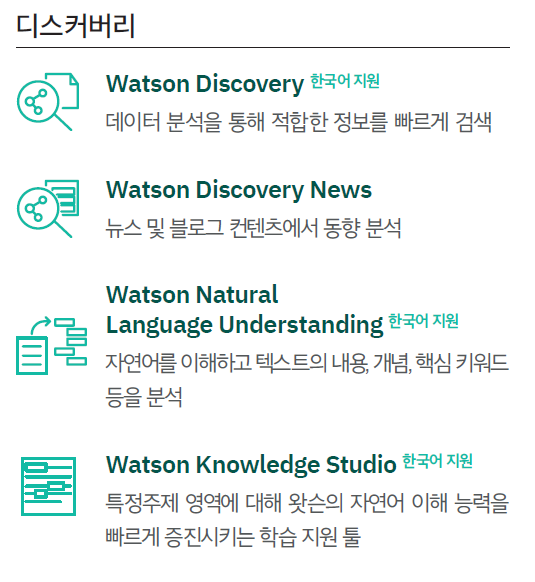 디스커버리
Watson Discovery 한국어 지원
데이터 분석을 통해 적합한 정보를 빠르게 검색
Watson Discovery News
뉴스 및 블로그 컨텐츠에서 동향 분석
Watson Natural
Language Understanding 한국어 지원
자연어를 이해하고 텍스트의 내용, 개념, 핵심 키워드
등을 분석
Watson Knowledge Studio 한국어 지원
특정주제 영역에 대해 왓슨의 자연어 이해 능력을
빠르게 증진시키는 학습 지원 툴